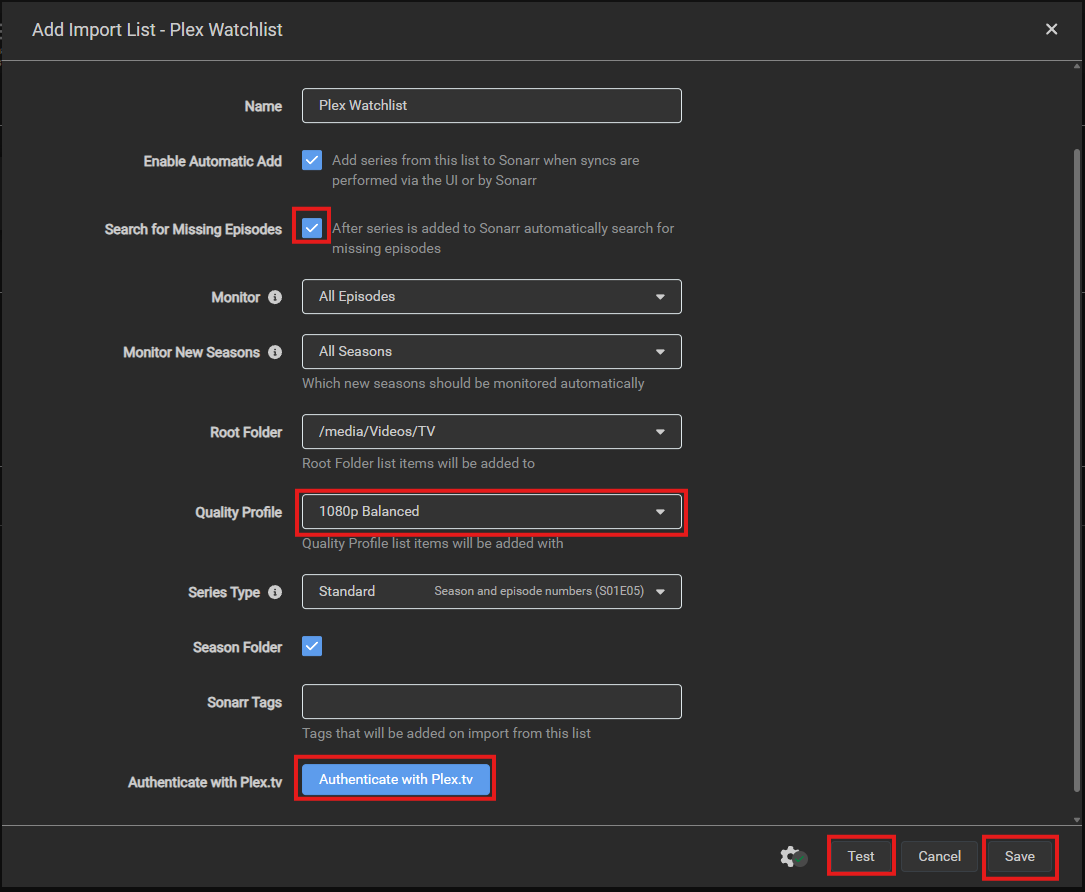 Add Import List - Plex Watchlist
Name
Plex Watchlist
Enable Automatic Add
Add series from this list to Sonarr when syncs are
performed via the UI or by Sonarr
Search for Missing Episodes
After series is added to Sonarr automatically search for
missing episodes
Monitor
All Episodes
Monitor New Seasons
All Seasons
Which new seasons should be monitored automatically
Root Folder
/media/Videos/TV
Root Folder list items will be added to
Quality Profile
1080p Balanced
Quality Profile list items will be added with
Series Type
Standard Season and episode numbers (S01E05)
Season Folder
Sonarr Tags
Tags that will be added on import from this list
Authenticate with Plex.tv
Authenticate with Plex.tv
Test
Cancel
Save